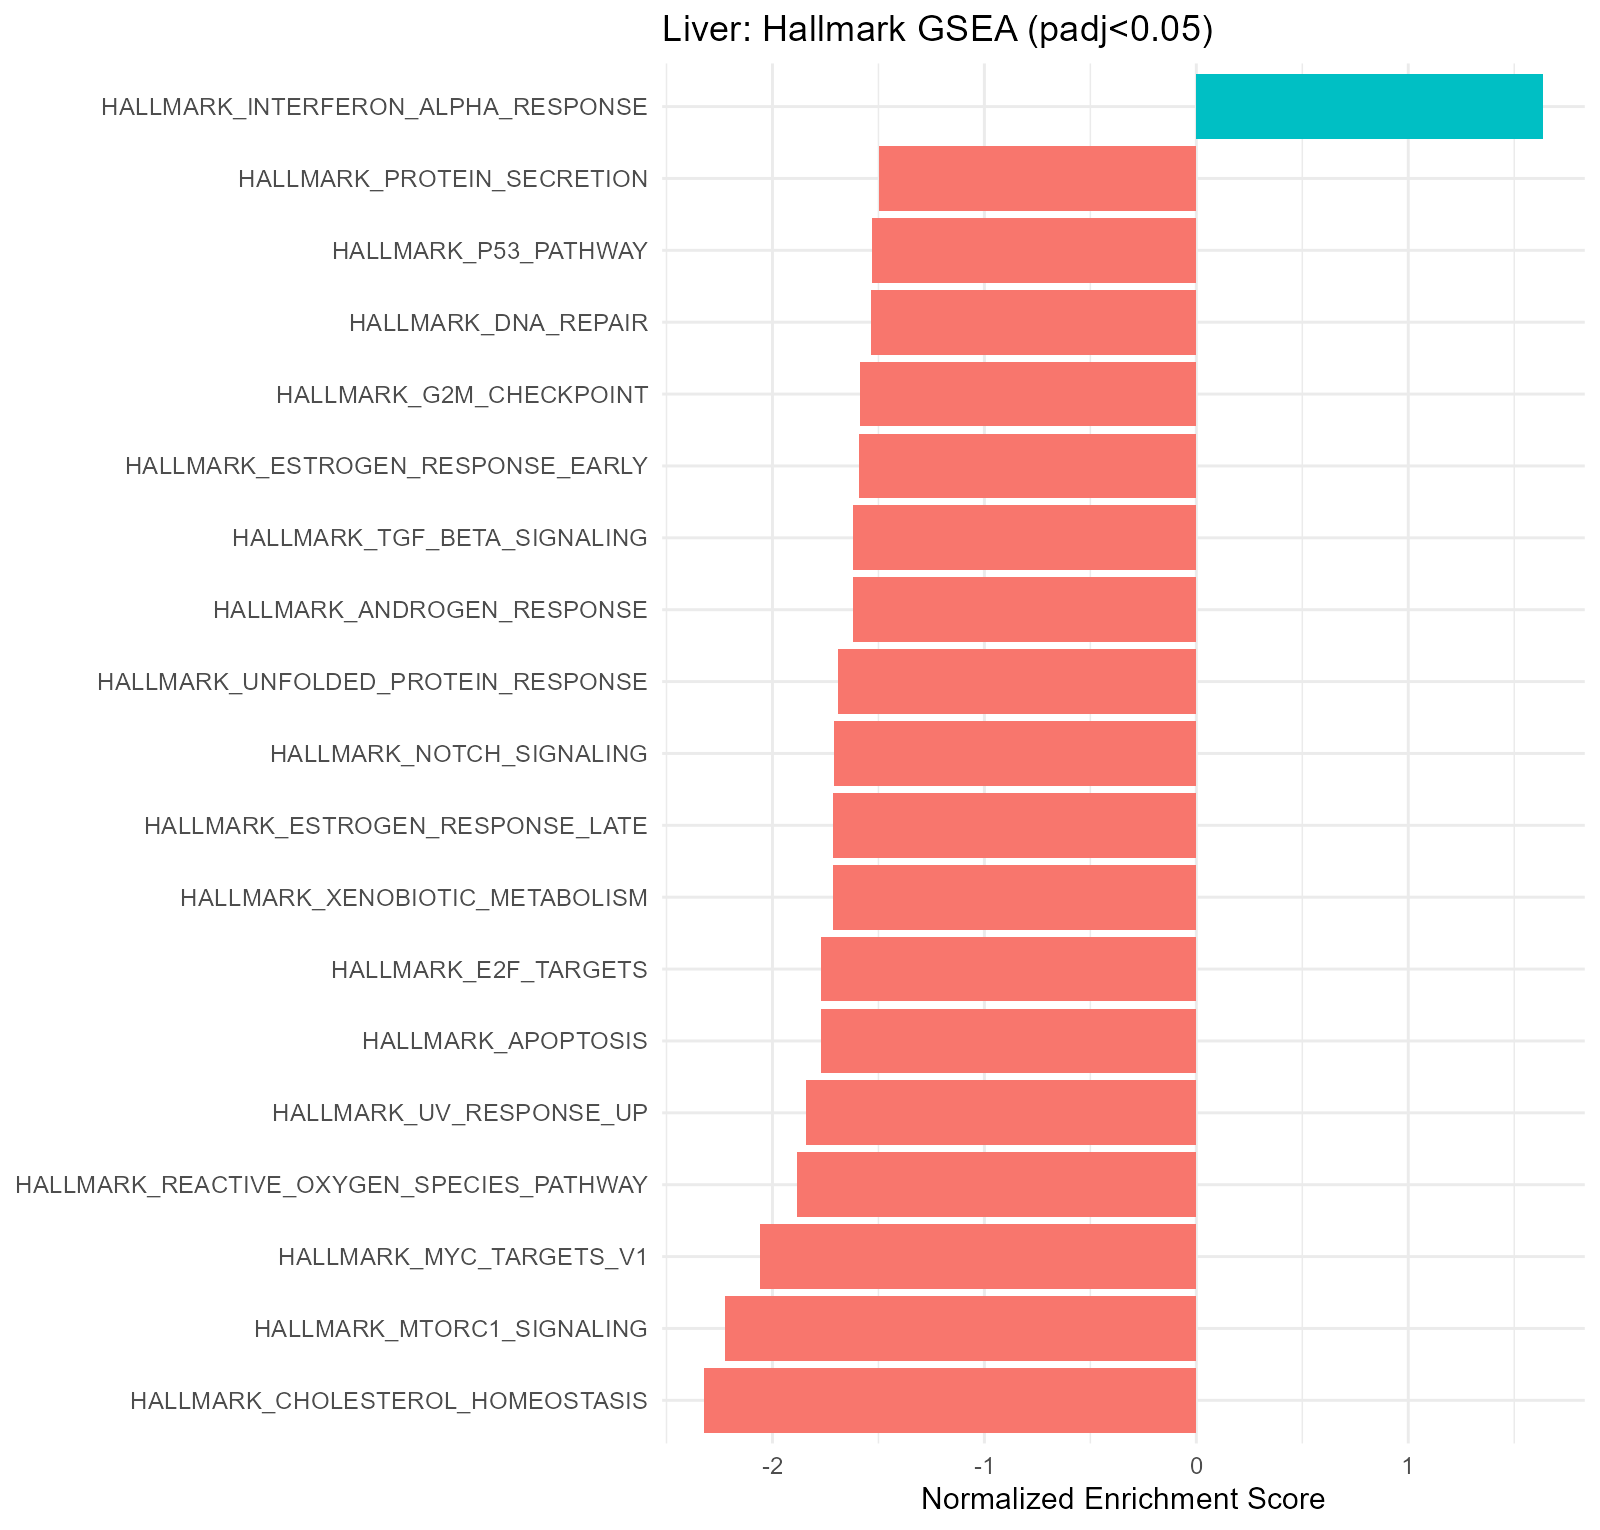 Liver: Hallmark GSEA (padj<0.05)
HALLMARK_INTERFERON_ALPHA_RESPONSE
HALLMARK_PROTEIN_SECRETION
HALLMARK_P53_PATHWAY
HALLMARK_DNA_REPAIR
HALLMARK_G2M_CHECKPOINT
HALLMARK_ESTROGEN_RESPONSE_EARLY
HALLMARK_TGF_BETA_SIGNALING
HALLMARK_ANDROGEN_RESPONSE
HALLMARK_UNFOLDED_PROTEIN_RESPONSE
HALLMARK_NOTCH_SIGNALING
HALLMARK_ESTROGEN_RESPONSE_LATE
HALLMARK_XENOBIOTIC_METABOLISM
HALLMARK_E2F_TARGETS
HALLMARK_APOPTOSIS
HALLMARK_UV_RESPONSE_UP
HALLMARK_REACTIVE_OXYGEN_SPECIES_PATHWAY
HALLMARK_MYC_TARGETS_V1
HALLMARK_MTORC1_SIGNALING
HALLMARK_CHOLESTEROL_HOMEOSTASIS
-2 -1 0 1
Normalized Enrichment Score